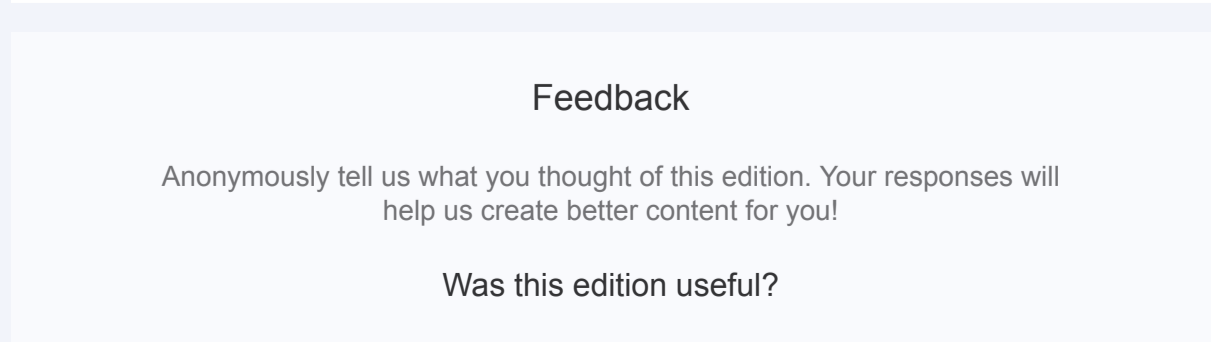 Feedback
Anonymously tell us what you thought of this edition. Your responses will
help us create better content for you!
Was this edition useful?